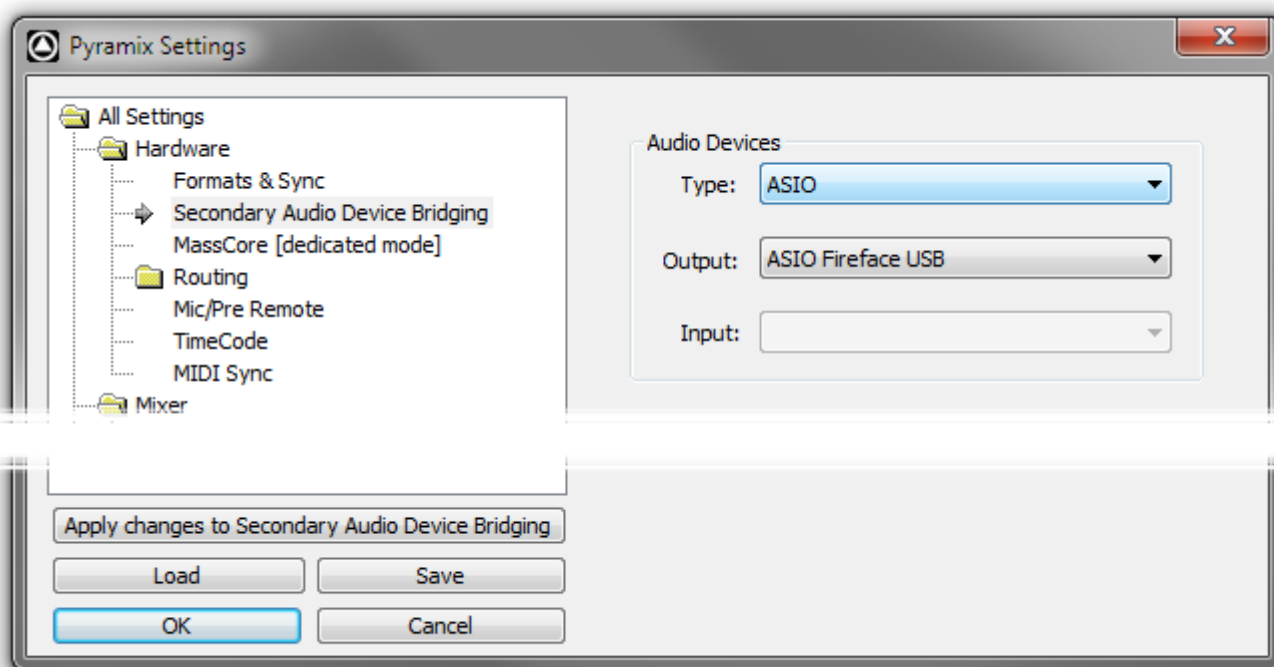 Pyramix Settings
All Settings
Hardware
Formats & Sync
Secondary Audio Device Bridging
MassCore [dedicated mode]
Routing
Mic/Pre Remote
TimeCode
MIDI Sync
Mixer
Apply changes to Secondary Audio Device Bridging
Load Save
OK Cancel
Audio Devices
Type: ASIO
Output: ASIO Fireface USB
Input: